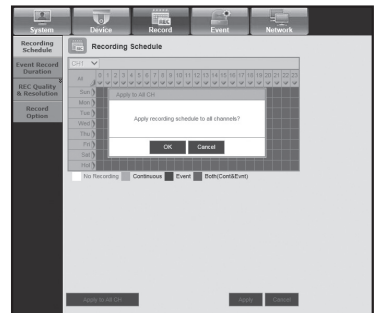 System Device Record Event Network
Recording
Schedule
Event Record
Duration
REC Quality
& Resolution
Record
Option
Recording Schedule
CH1
All 0 1 2 3 4 5 6 7 8 9 10 11 12 13 14 15 16 17 18 19 20 21 22 23
Sun
Mon
Tue
Wed
Thu
Fri
Sat
Hol
Apply to All CH
Apply recording schedule to all channels?
OK Cancel
No Recording Continuous Event Both(Cont&Evnt)
Apply to All CH Apply Cancel